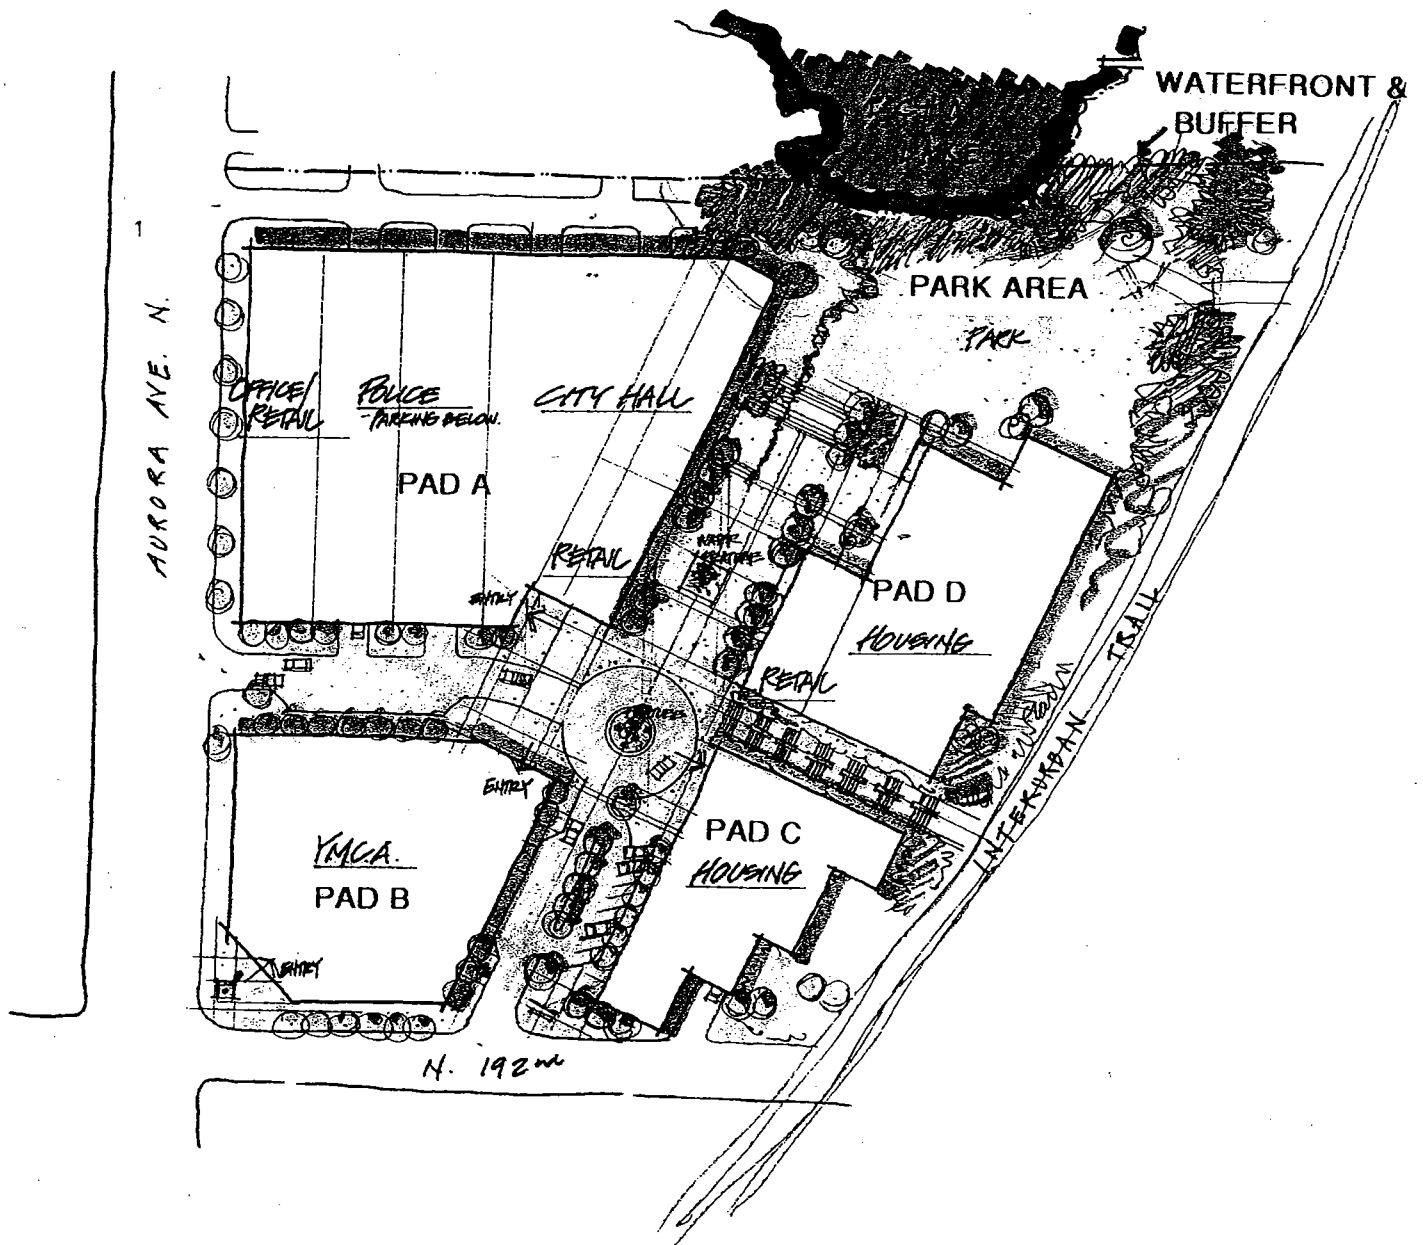 WATERFRONT &
BUFFER
AURORA AVE. N.
PARK AREA
PARK
OFFICE/
RETAIL
POLICE
-PARKING BELOW.
CITY HALL
PAD A
RETAIL
ENTRY
WATER
PAD D
HOUSING
RETAIL
INTERURBAN TRAIL
ENTRY
YMCA.
PAD B
PAD C
HOUSING
ENTRY
N. 192nd